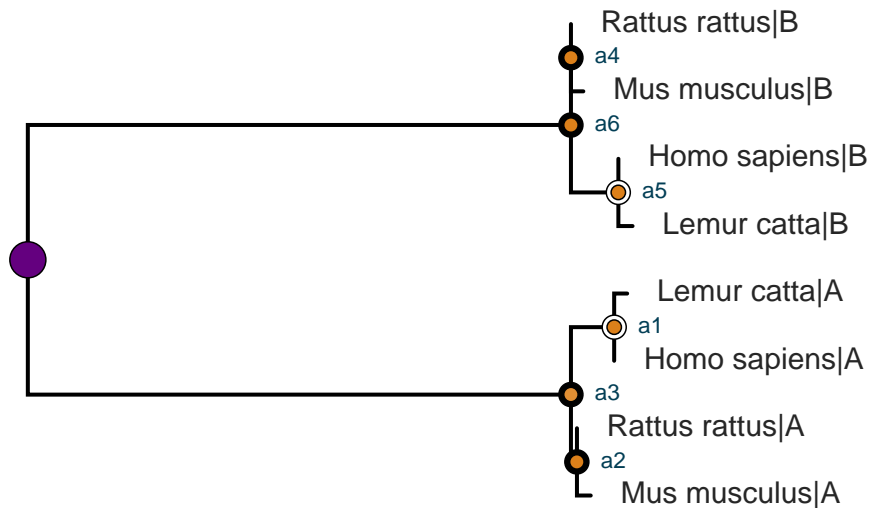 Rattus rattus|B
a4
Mus musculus|B
a6
Homo sapiens|B
a5
Lemur catta|B
Lemur catta|A
a1
Homo sapiens|A
a3
Rattus rattus|A
a2
Mus musculus|A